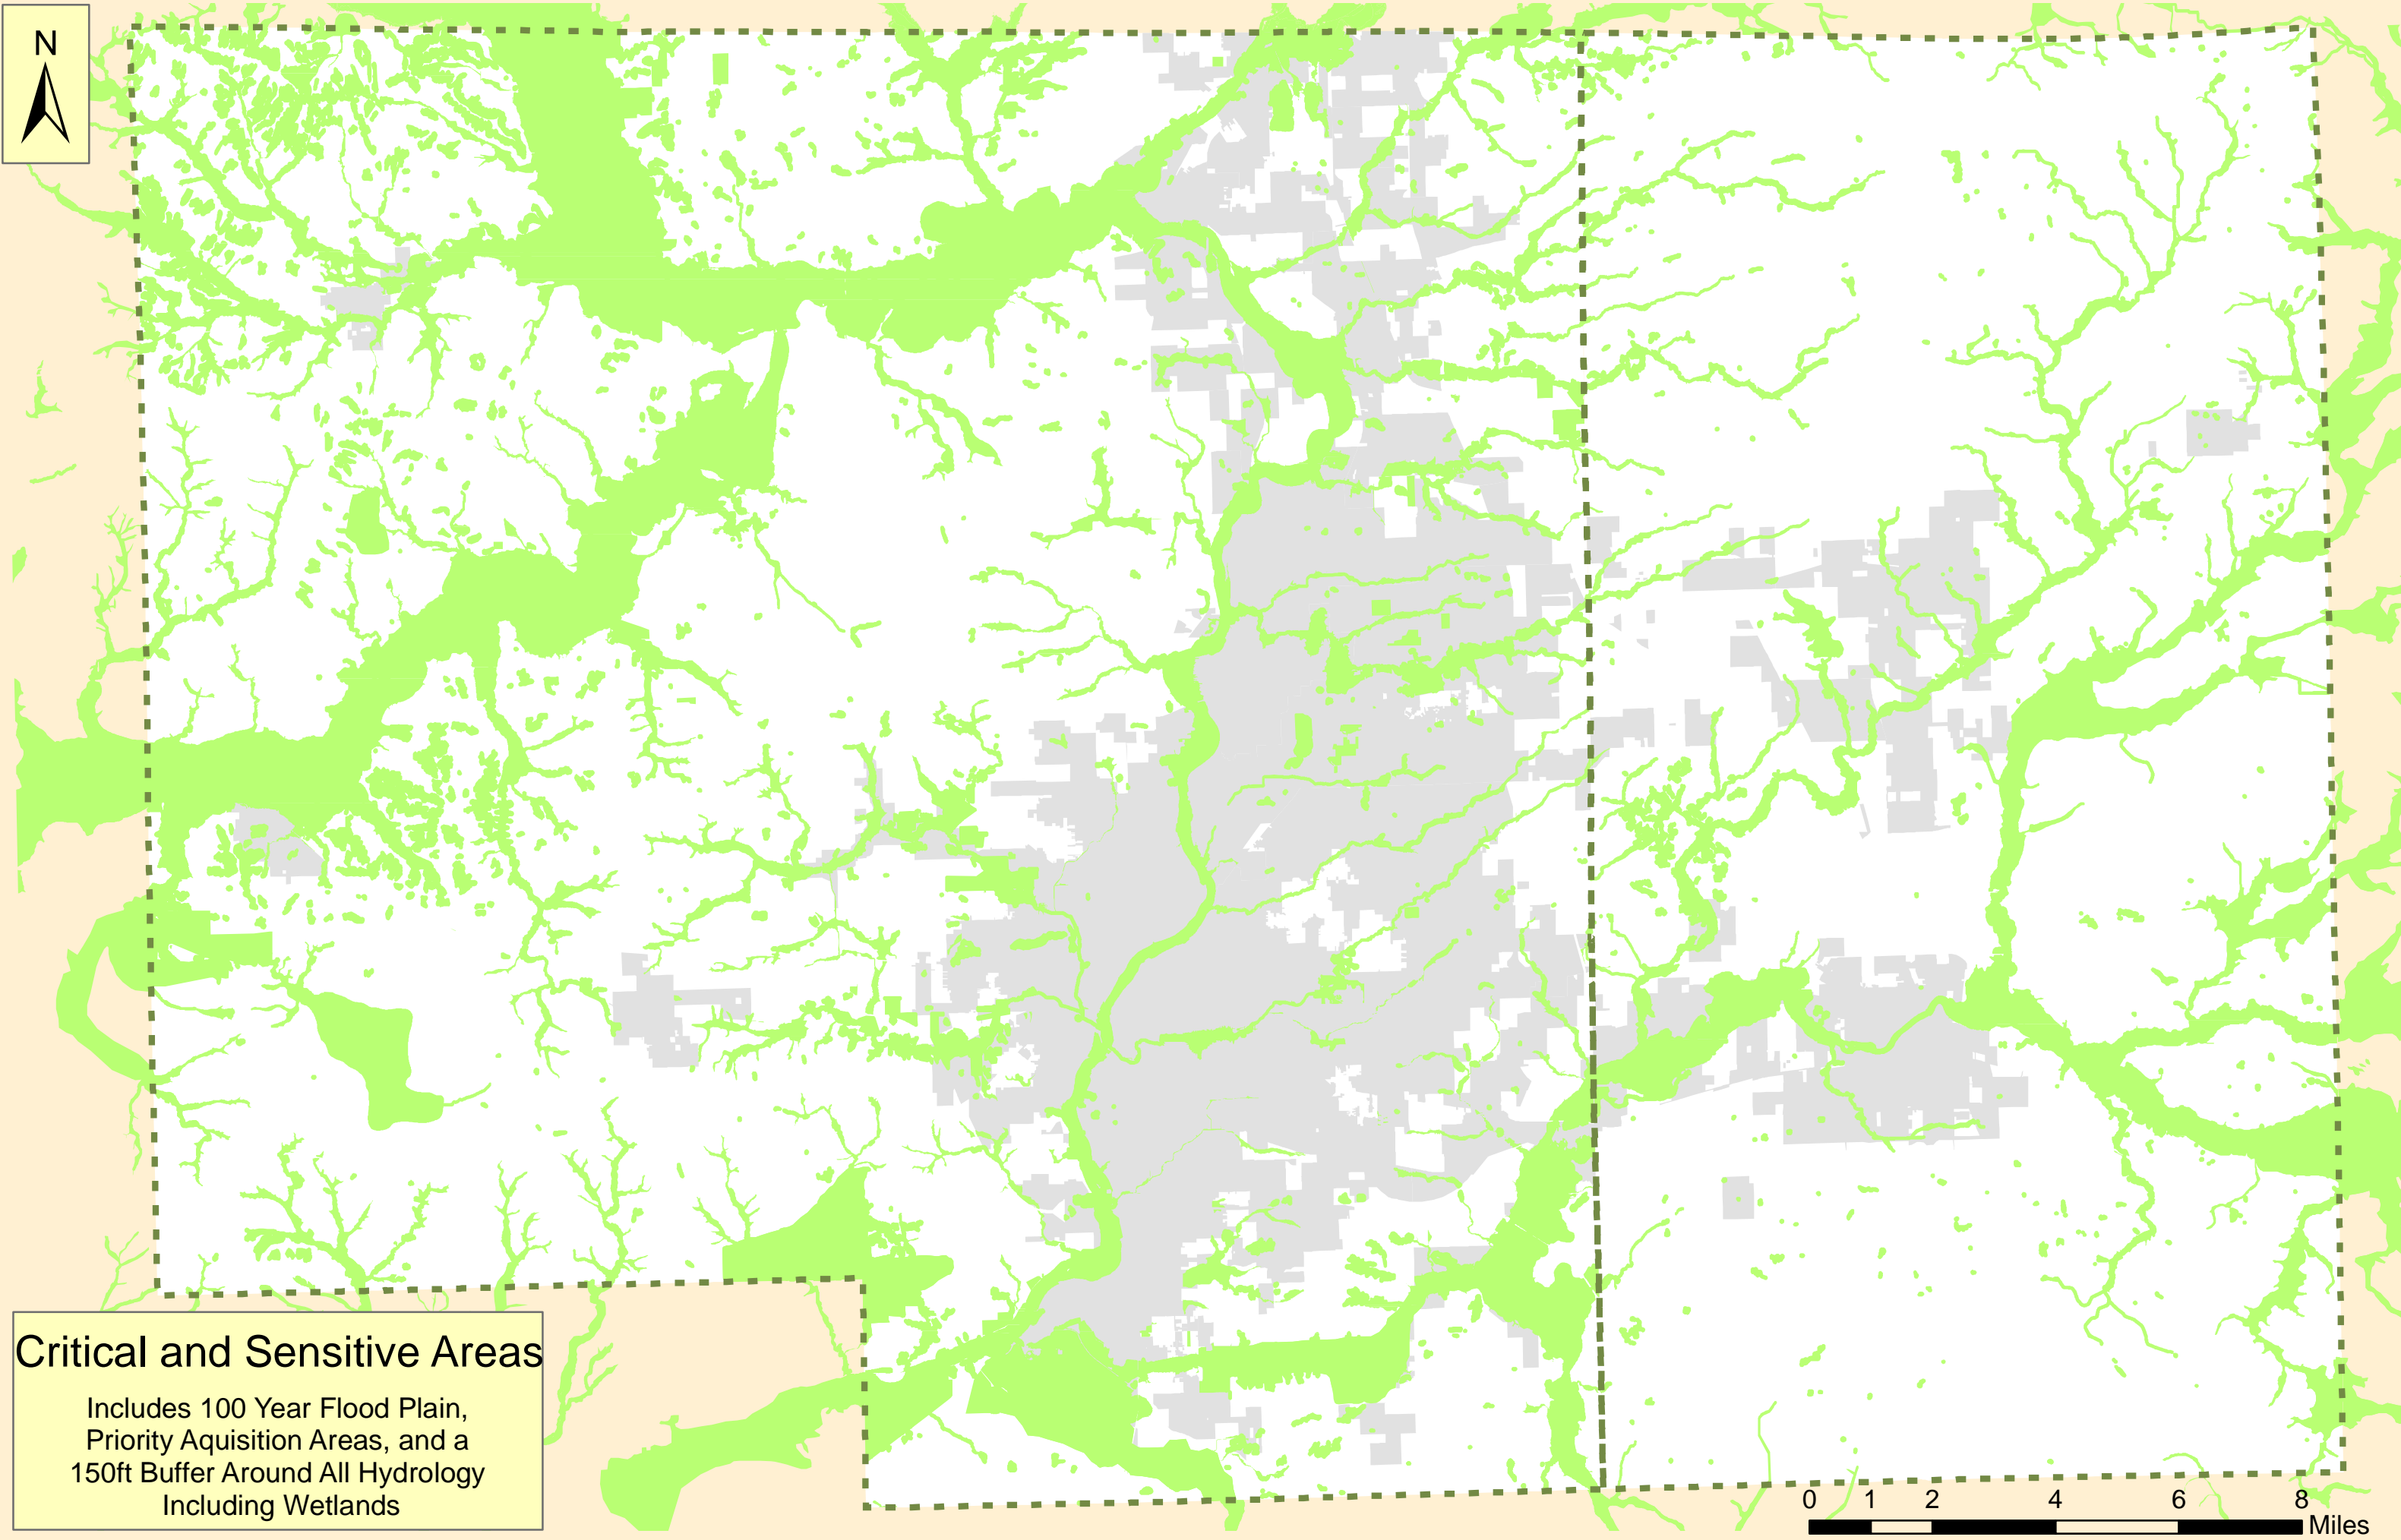 N
Critical and Sensitive Areas
Includes 100 Year Flood Plain,
Priority Aquisition Areas, and a
150ft Buffer Around All Hydrology
Including Wetlands
0 1 2 4 6 8
Miles